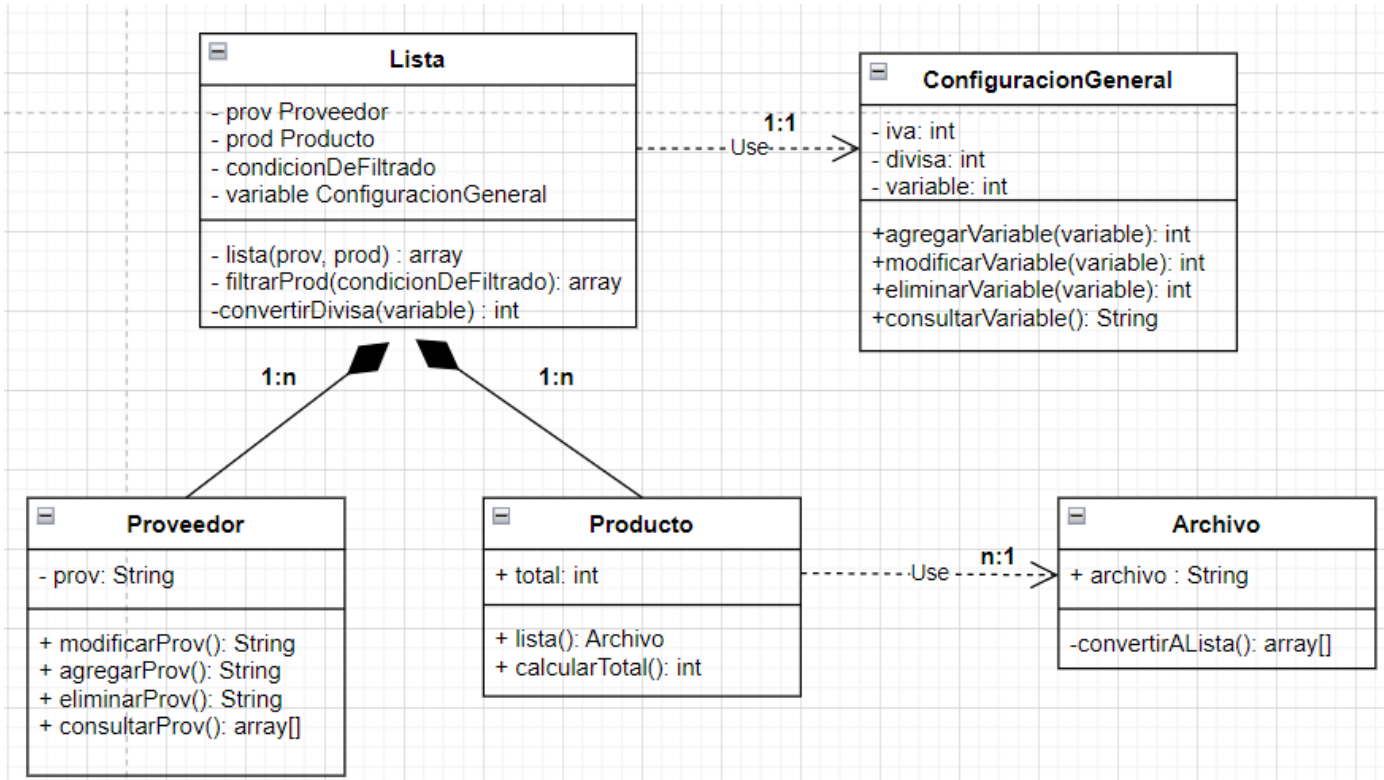 Lista
- prov Proveedor
- prod Producto
- condicionDeFiltrado
- variable ConfiguracionGeneral
- lista(prov, prod) : array
- filtrarProd(condicionDeFiltrado): array
-convertirDivisa(variable) : int
1:1
Use
ConfiguracionGeneral
- iva: int
- divisa: int
- variable: int
+agregarVariable(variable): int
+modificarVariable(variable): int
+eliminarVariable(variable): int
+consultarVariable(): String
1:n
1:n
Proveedor
- prov: String
+ modificarProv(): String
+ agregarProv(): String
+ eliminarProv(): String
+ consultarProv(): array[]
Producto
+ total: int
+ lista(): Archivo
+ calcularTotal(): int
n:1
Use
Archivo
+ archivo : String
-convertirALista(): array[]